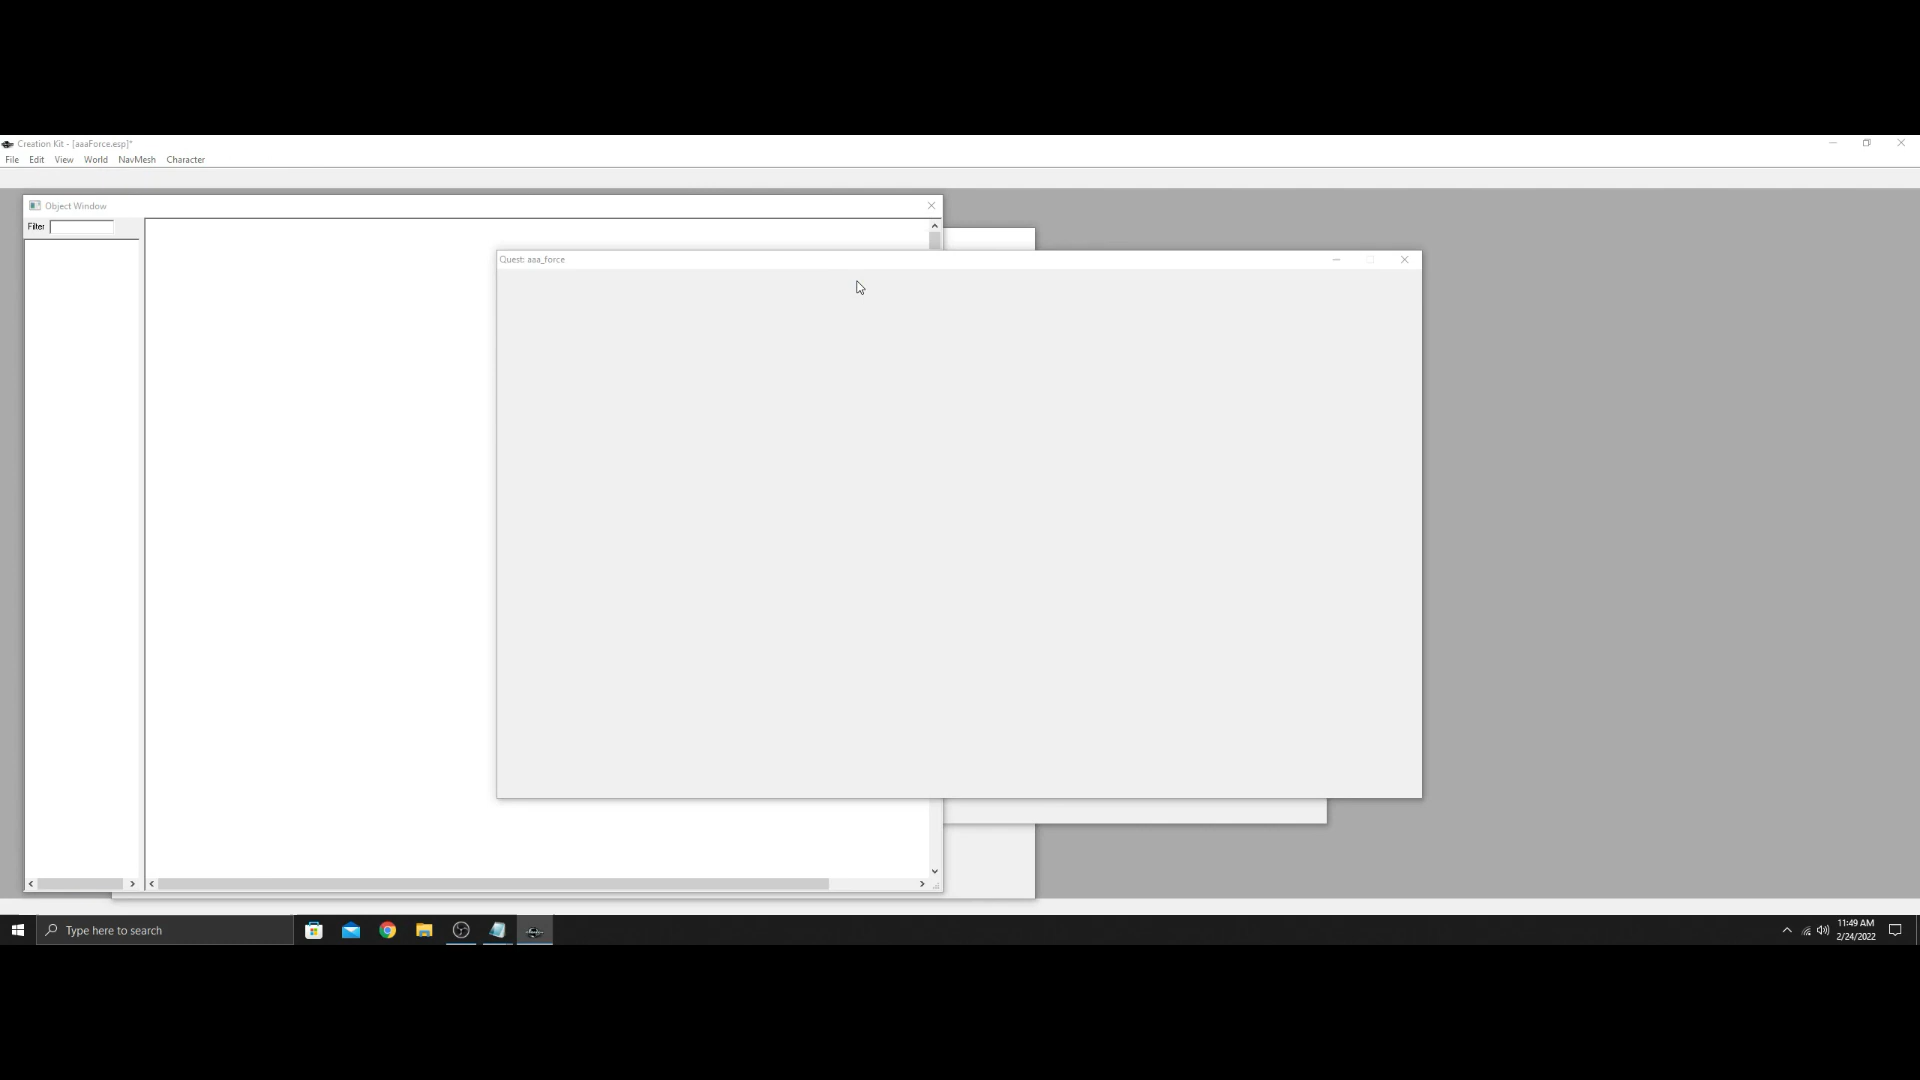 Creation Kit - [aaaForce.esp]*
File Edit View World NavMesh Character
Object Window
Filter
Quest: aaa_force
Type here to search
11:49 AM
2/24/2022